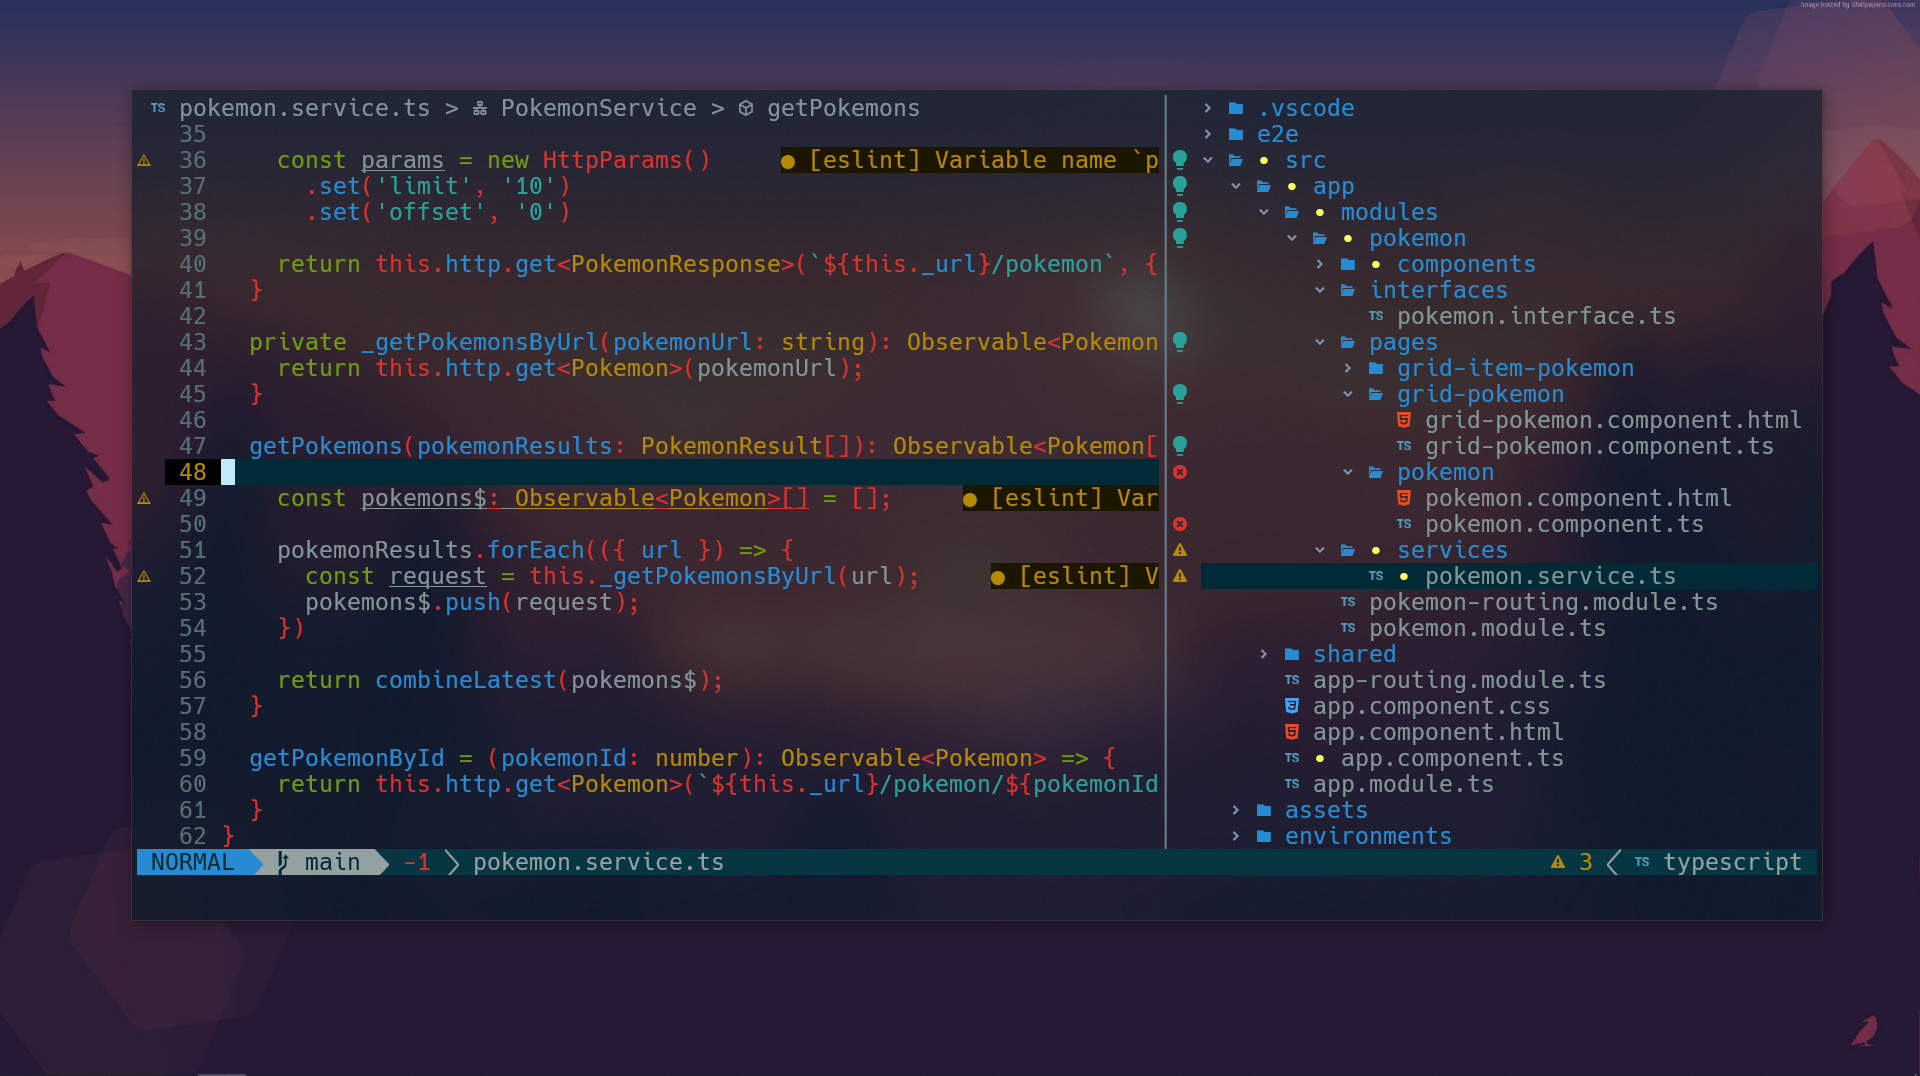 Image hosted by WallpapersHome.com
TS pokemon.service.ts > PokemonService > getPokemons
35
36 const params = new HttpParams() ● [eslint] Variable name `p
37 .set('limit', '10')
38 .set('offset', '0')
39
40 return this.http.get<PokemonResponse>(`${this._url}/pokemon`, {
41 }
42
43 private _getPokemonsByUrl(pokemonUrl: string): Observable<Pokemon
44 return this.http.get<Pokemon>(pokemonUrl);
45 }
46
47 getPokemons(pokemonResults: PokemonResult[]): Observable<Pokemon[
48
49 const pokemons$: Observable<Pokemon>[] = []; ● [eslint] Var
50
51 pokemonResults.forEach(({ url }) => {
52 const request = this._getPokemonsByUrl(url); ● [eslint] V
53 pokemons$.push(request);
54 })
55
56 return combineLatest(pokemons$);
57 }
58
59 getPokemonById = (pokemonId: number): Observable<Pokemon> => {
60 return this.http.get<Pokemon>(`${this._url}/pokemon/${pokemonId
61 }
62 }
.vscode
e2e
src
app
modules
pokemon
components
interfaces
TS pokemon.interface.ts
pages
grid-item-pokemon
grid-pokemon
grid-pokemon.component.html
TS grid-pokemon.component.ts
pokemon
pokemon.component.html
TS pokemon.component.ts
services
TS pokemon.service.ts
TS pokemon-routing.module.ts
TS pokemon.module.ts
shared
TS app-routing.module.ts
app.component.css
app.component.html
TS app.component.ts
TS app.module.ts
assets
environments
NORMAL main -1 pokemon.service.ts 3 TS typescript